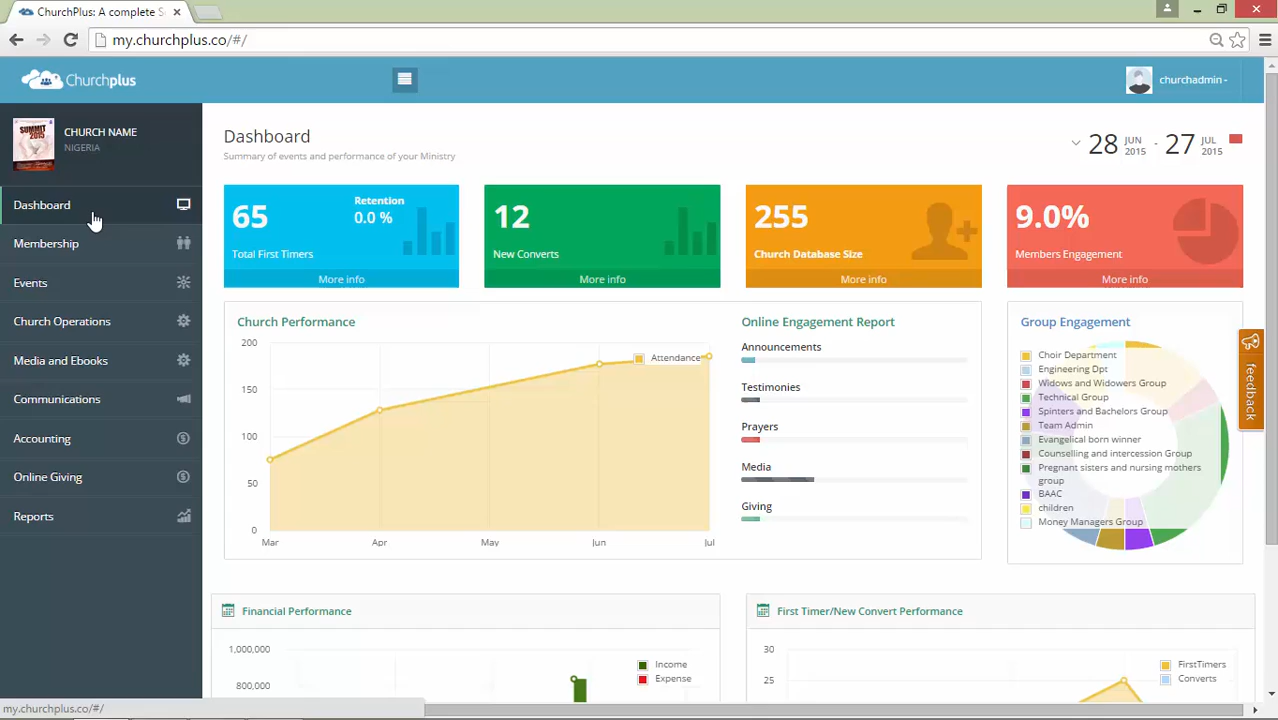 ChurchPlus: A complete S
my.churchplus.co/#/
Churchplus
churchadmin
SUMMIT
2015
CHURCH NAME
NIGERIA
Dashboard
Membership
Events
Church Operations
Media and Ebooks
Communications
Accounting
Online Giving
Reports
Dashboard
Summary of events and performance of your Ministry
28 JUN 2015 - 27 JUL 2015
65
Retention
0.0 %
Total First Timers
More info
12
New Converts
More info
255
Church Database Size
More info
9.0%
Members Engagement
More info
Church Performance
200
150
100
50
0
Attendance
Mar Apr May Jun Jul
Online Engagement Report
Announcements
Testimonies
Prayers
Media
Giving
Group Engagement
Choir Department
Engineering Dpt
Widows and Widowers Group
Technical Group
Spinters and Bachelors Group
Team Admin
Evangelical born winner
Counselling and intercession Group
Pregnant sisters and nursing mothers
group
BAAC
children
Money Managers Group
feedback
Financial Performance
1,000,000
800,000
Income
Expense
First Timer/New Convert Performance
30
25
FirstTimers
Converts
my.churchplus.co/#/